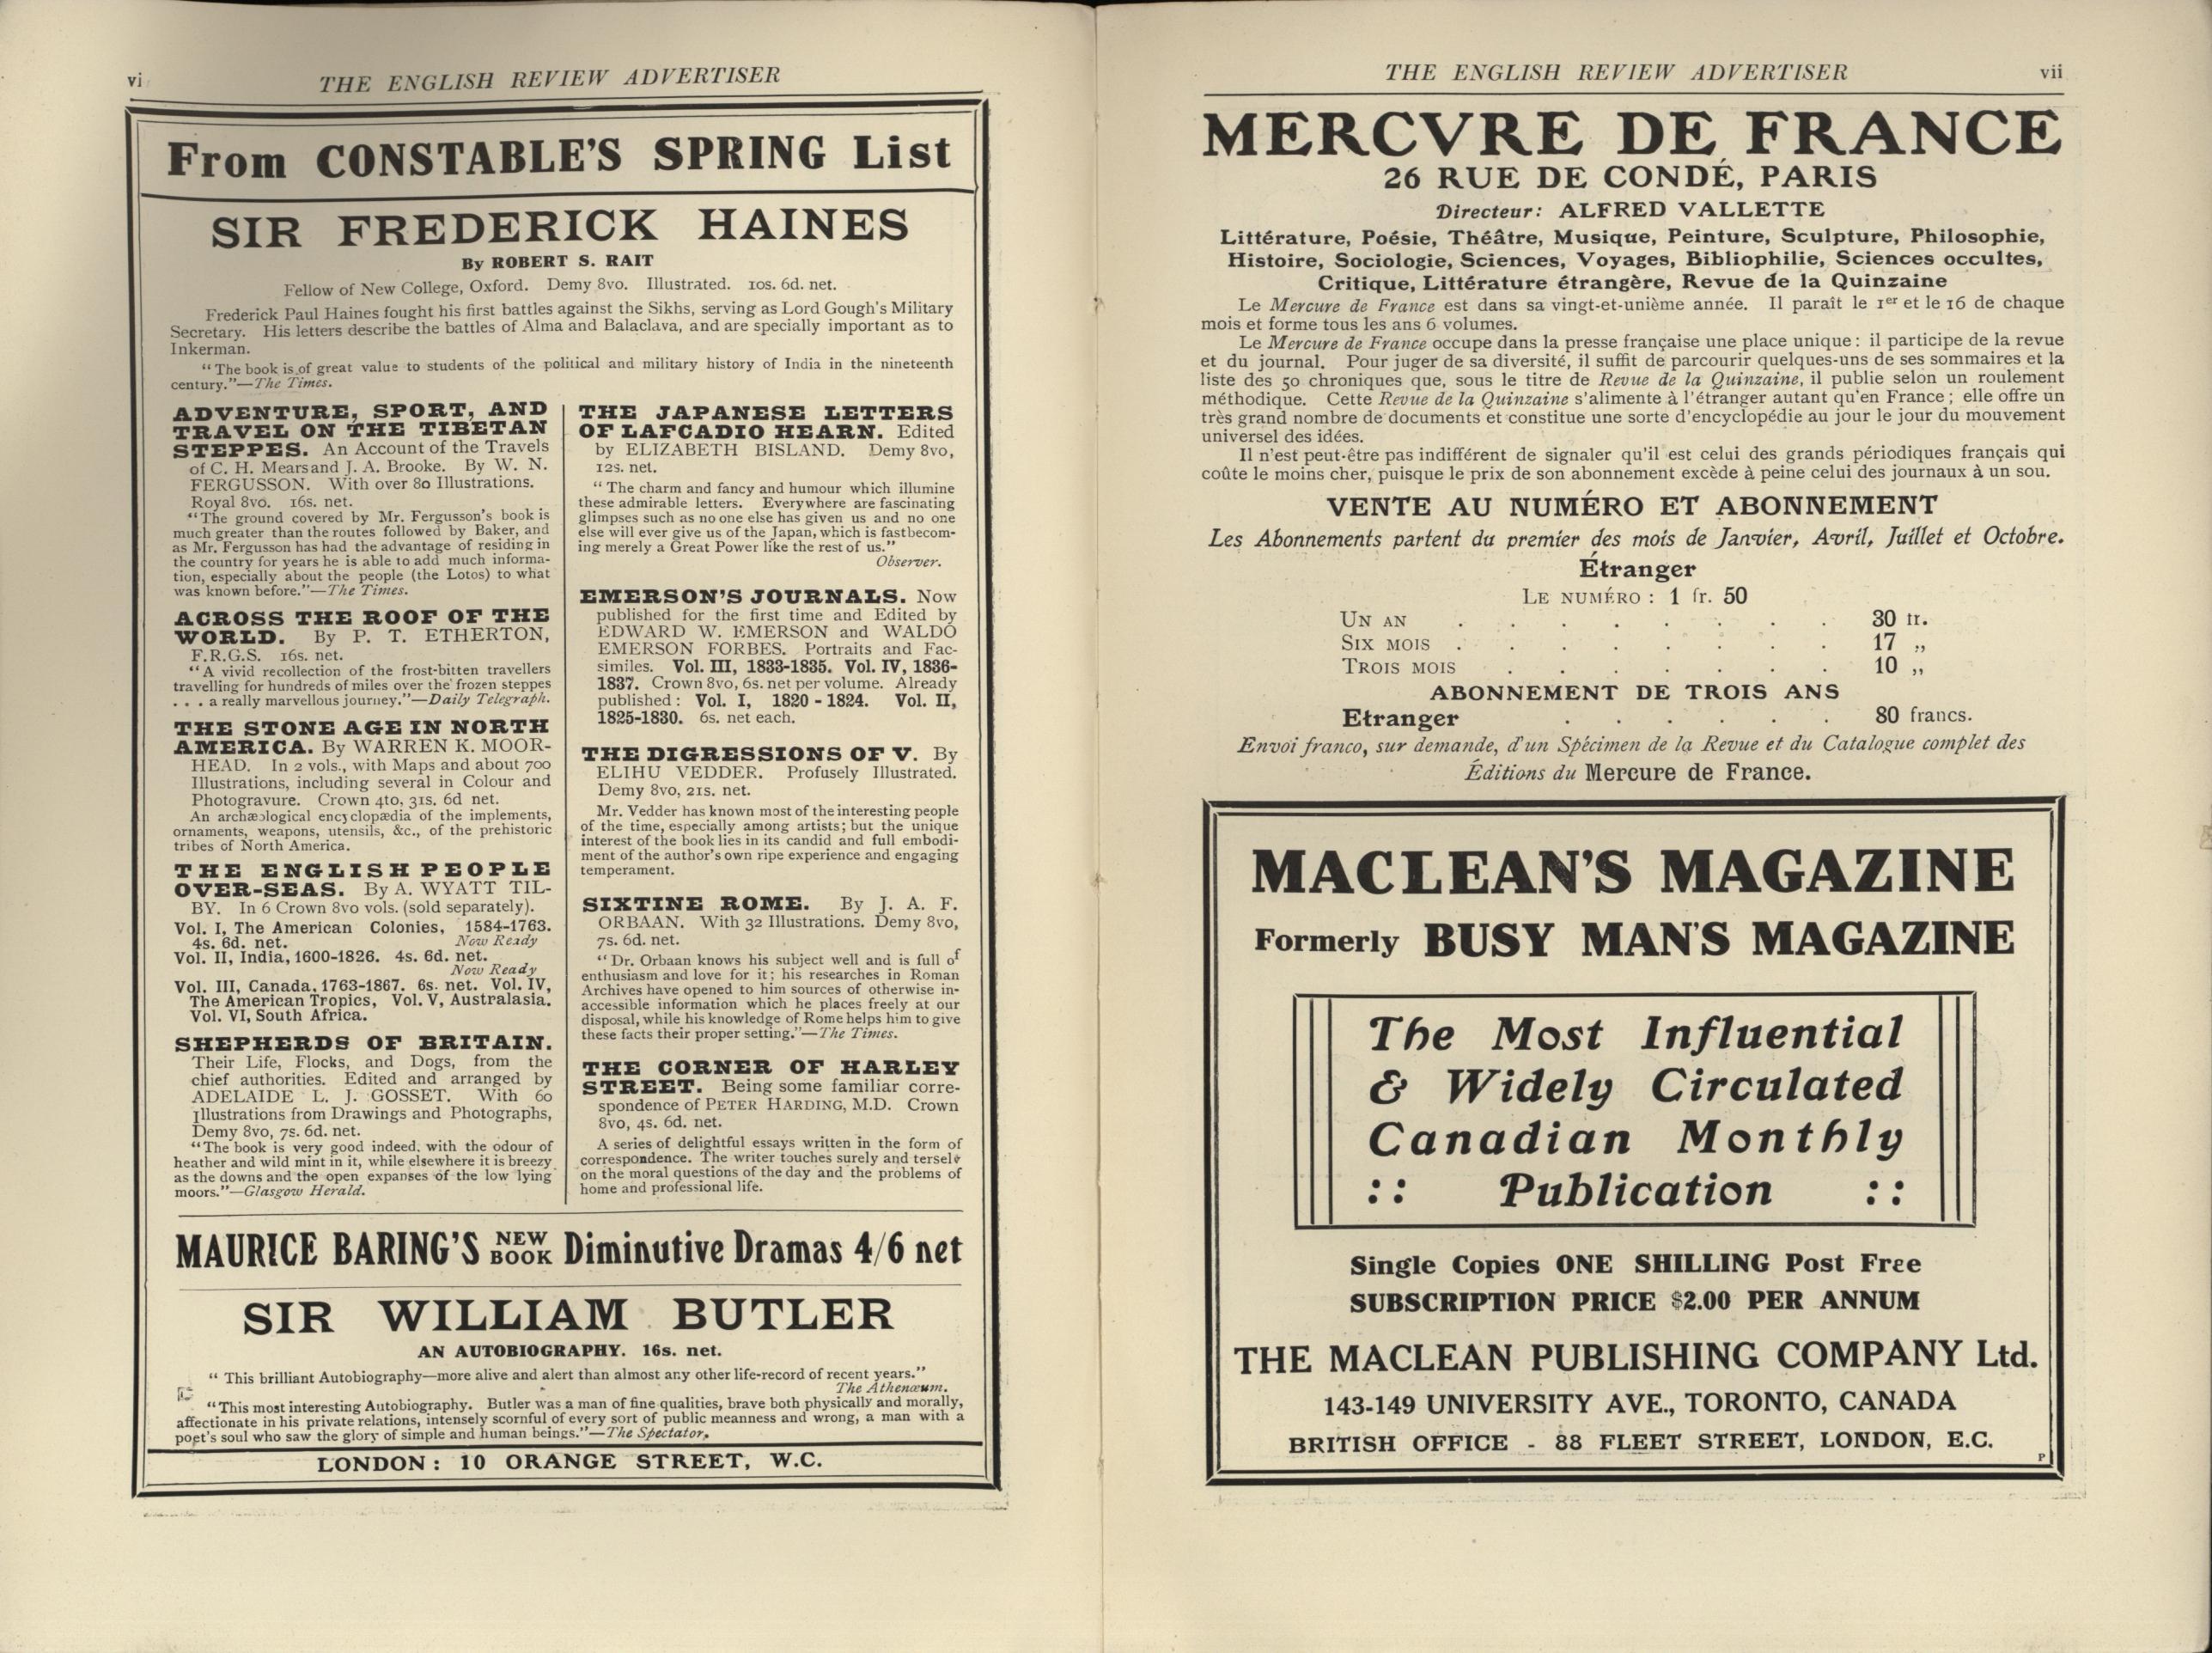 vi
THE ENGLISH REVIEW ADVERTISER
From CONSTABLE'S SPRING List
SIR FREDERICK HAINES
By ROBERT S. RAIT
Fellow of New College, Oxford. Demy 8vo. Illustrated. 10s. 6d. net.
Frederick Paul Haines fought his first battles against the Sikhs, serving as Lord Gough's Military
Secretary. His letters describe the battles of Alma and Balaclava, and are specially important as to
Inkerman.
"The book is of great value to students of the political and military history of India in the nineteenth
century."—The Times.
ADVENTURE, SPORT, AND
TRAVEL ON THE TIBETAN
STEPPES. An Account of the Travels
of C. H. Mears and J. A. Brooke. By W. N.
FERGUSSON. With over 80 Illustrations.
Royal 8vo. 16s. net.
"The ground covered by Mr. Fergusson's book is
much greater than the routes followed by Baker, and
as Mr. Fergusson has had the advantage of residing in
the country for years he is able to add much informa-
tion, especially about the people (the Lotos) to what
was known before."—The Times.
ACROSS THE ROOF OF THE
WORLD. By P. T. ETHERTON,
F.R.G.S. 16s. net.
"A vivid recollection of the frost-bitten travellers
travelling for hundreds of miles over the frozen steppes
. . . a really marvellous journey."—Daily Telegraph.
THE STONE AGE IN NORTH
AMERICA. By WARREN K. MOOR-
HEAD. In 2 vols., with Maps and about 700
Illustrations, including several in Colour and
Photogravure. Crown 4to, 31s. 6d net.
An archæological encyclopædia of the implements,
ornaments, weapons, utensils, &c., of the prehistoric
tribes of North America.
THE ENGLISH PEOPLE
OVER-SEAS. By A. WYATT TIL-
BY. In 6 Crown 8vo vols. (sold separately).
Vol. I, The American Colonies, 1584-1763.
4s. 6d. net. Now Ready
Vol. II, India, 1600-1826. 4s. 6d. net.
Now Ready
Vol. III, Canada, 1763-1867. 6s. net. Vol. IV,
The American Tropics, Vol. V, Australasia.
Vol. VI, South Africa.
SHEPHERDS OF BRITAIN.
Their Life, Flocks, and Dogs, from the
chief authorities. Edited and arranged by
ADELAIDE L. J. GOSSET. With 60
Illustrations from Drawings and Photographs,
Demy 8vo, 7s. 6d. net.
"The book is very good indeed, with the odour of
heather and wild mint in it, while elsewhere it is breezy
as the downs and the open expanses of the low lying
moors."—Glasgow Herald.
THE JAPANESE LETTERS
OF LAFCADIO HEARN. Edited
by ELIZABETH BISLAND. Demy 8vo,
12s. net.
"The charm and fancy and humour which illumine
these admirable letters. Everywhere are fascinating
glimpses such as no one else has given us and no one
else will ever give us of the Japan, which is fast becom-
ing merely a Great Power like the rest of us."
Observer.
EMERSON'S JOURNALS. Now
published for the first time and Edited by
EDWARD W. EMERSON and WALDO
EMERSON FORBES. Portraits and Fac-
similes. Vol. III, 1833-1835. Vol. IV, 1836-
1837. Crown 8vo, 6s. net per volume. Already
published: Vol. I, 1820-1824. Vol. II,
1825-1830. 6s. net each.
THE DIGRESSIONS OF V. By
ELIHU VEDDER. Profusely Illustrated.
Demy 8vo, 21s. net.
Mr. Vedder has known most of the interesting people
of the time, especially among artists; but the unique
interest of the book lies in its candid and full embodi-
ment of the author's own ripe experience and engaging
temperament.
SIXTINE ROME. By J. A. F.
ORBAAN. With 32 Illustrations. Demy 8vo,
7s. 6d. net.
"Dr. Orbaan knows his subject well and is full of
enthusiasm and love for it; his researches in Roman
Archives have opened to him sources of otherwise in-
accessible information which he places freely at our
disposal, while his knowledge of Rome helps him to give
these facts their proper setting."—The Times.
THE CORNER OF HARLEY
STREET. Being some familiar corre-
spondence of PETER HARDING, M.D. Crown
8vo, 4s. 6d. net.
A series of delightful essays written in the form of
correspondence. The writer touches surely and tersely
on the moral questions of the day and the problems of
home and professional life.
MAURICE BARING'S NEW BOOK Diminutive Dramas 4/6 net
SIR WILLIAM BUTLER
AN AUTOBIOGRAPHY. 16s. net.
"This brilliant Autobiography—more alive and alert than almost any other life-record of recent years."
The Athenæum.
"This most interesting Autobiography. Butler was a man of fine qualities, brave both physically and morally,
affectionate in his private relations, intensely scornful of every sort of public meanness and wrong, a man with a
poet's soul who saw the glory of simple and human beings."—The Spectator.
LONDON: 10 ORANGE STREET, W.C.
THE ENGLISH REVIEW ADVERTISER
vii
MERCVRE DE FRANCE
26 RUE DE CONDÉ, PARIS
Directeur: ALFRED VALLETTE
Littérature, Poésie, Théâtre, Musique, Peinture, Sculpture, Philosophie,
Histoire, Sociologie, Sciences, Voyages, Bibliophilie, Sciences occultes,
Critique, Littérature étrangère, Revue de la Quinzaine
Le Mercure de France est dans sa vingt-et-unième année. Il paraît le 1er et le 16 de chaque
mois et forme tous les ans 6 volumes.
Le Mercure de France occupe dans la presse française une place unique: il participe de la revue
et du journal. Pour juger de sa diversité, il suffit de parcourir quelques-uns de ses sommaires et la
liste des 50 chroniques que, sous le titre de Revue de la Quinzaine, il publie selon un roulement
méthodique. Cette Revue de la Quinzaine s'alimente à l'étranger autant qu'en France; elle offre un
très grand nombre de documents et constitue une sorte d'encyclopédie au jour le jour du mouvement
universel des idées.
Il n'est peut-être pas indifférent de signaler qu'il est celui des grands périodiques français qui
coûte le moins cher, puisque le prix de son abonnement excède à peine celui des journaux à un sou.
VENTE AU NUMÉRO ET ABONNEMENT
Les Abonnements partent du premier des mois de Janvier, Avril, Juillet et Octobre.
Étranger
LE NUMÉRO: 1 fr. 50
UN AN . . . . . . . 30 fr.
SIX MOIS . . . . . . . 17 „
TROIS MOIS . . . . . . 10 „
ABONNEMENT DE TROIS ANS
Etranger . . . . . . 80 francs.
Envoi franco, sur demande, d'un Spécimen de la Revue et du Catalogue complet des
Éditions du Mercure de France.
MACLEAN'S MAGAZINE
Formerly BUSY MAN'S MAGAZINE
The Most Influential
& Widely Circulated
Canadian Monthly
:: Publication ::
Single Copies ONE SHILLING Post Free
SUBSCRIPTION PRICE $2.00 PER ANNUM
THE MACLEAN PUBLISHING COMPANY Ltd.
143-149 UNIVERSITY AVE., TORONTO, CANADA
BRITISH OFFICE - 88 FLEET STREET, LONDON, E.C.
P